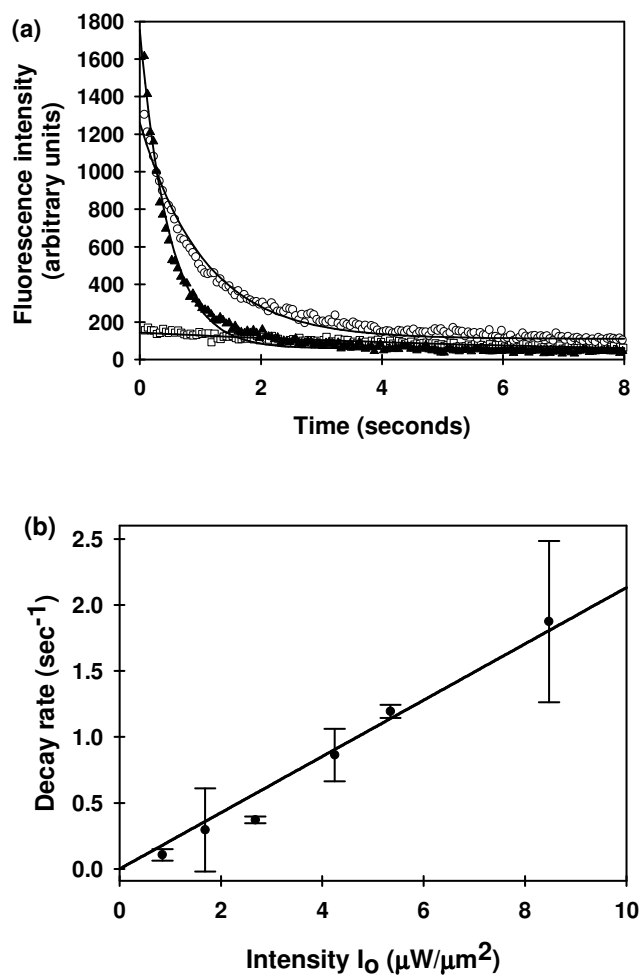 (a)
1800
1600
1400
1200
1000
800
600
400
200
0
Fluorescence intensity
(arbitrary units)
0 2 4 6 8
Time (seconds)
(b)
2.5
2.0
1.5
1.0
0.5
0.0
Decay rate (sec⁻¹)
0 2 4 6 8 10
Intensity Iₒ (μW/μm²)